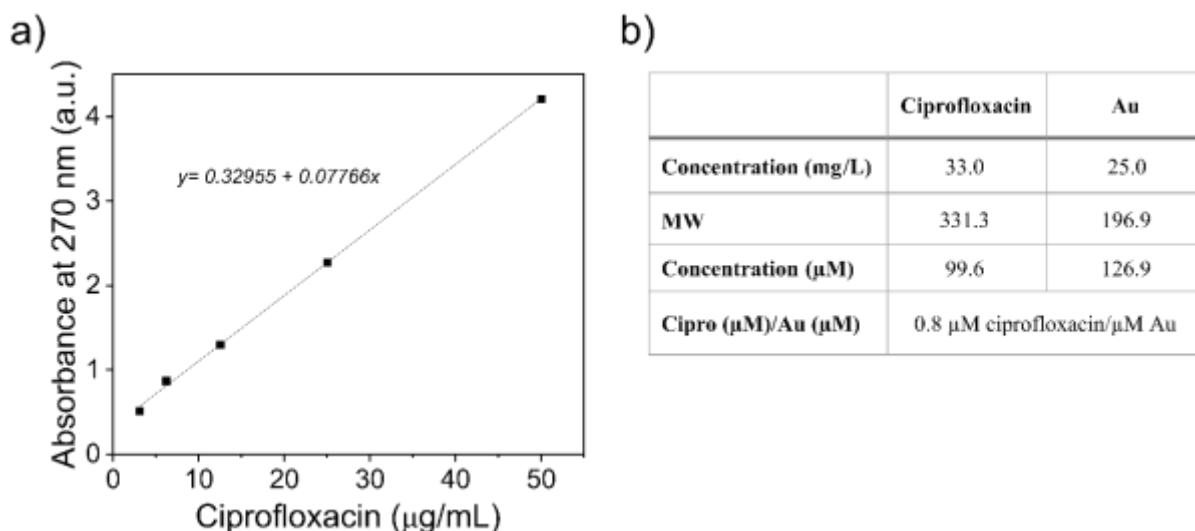 a)
Absorbance at 270 nm (a.u.)
4
3
2
1
0
y= 0.32955 + 0.07766x
0 10 20 30 40 50
Ciprofloxacin (μg/mL)
b)
Ciprofloxacin Au
Concentration (mg/L) 33.0 25.0
MW 331.3 196.9
Concentration (μM) 99.6 126.9
Cipro (μM)/Au (μM) 0.8 μM ciprofloxacin/μM Au